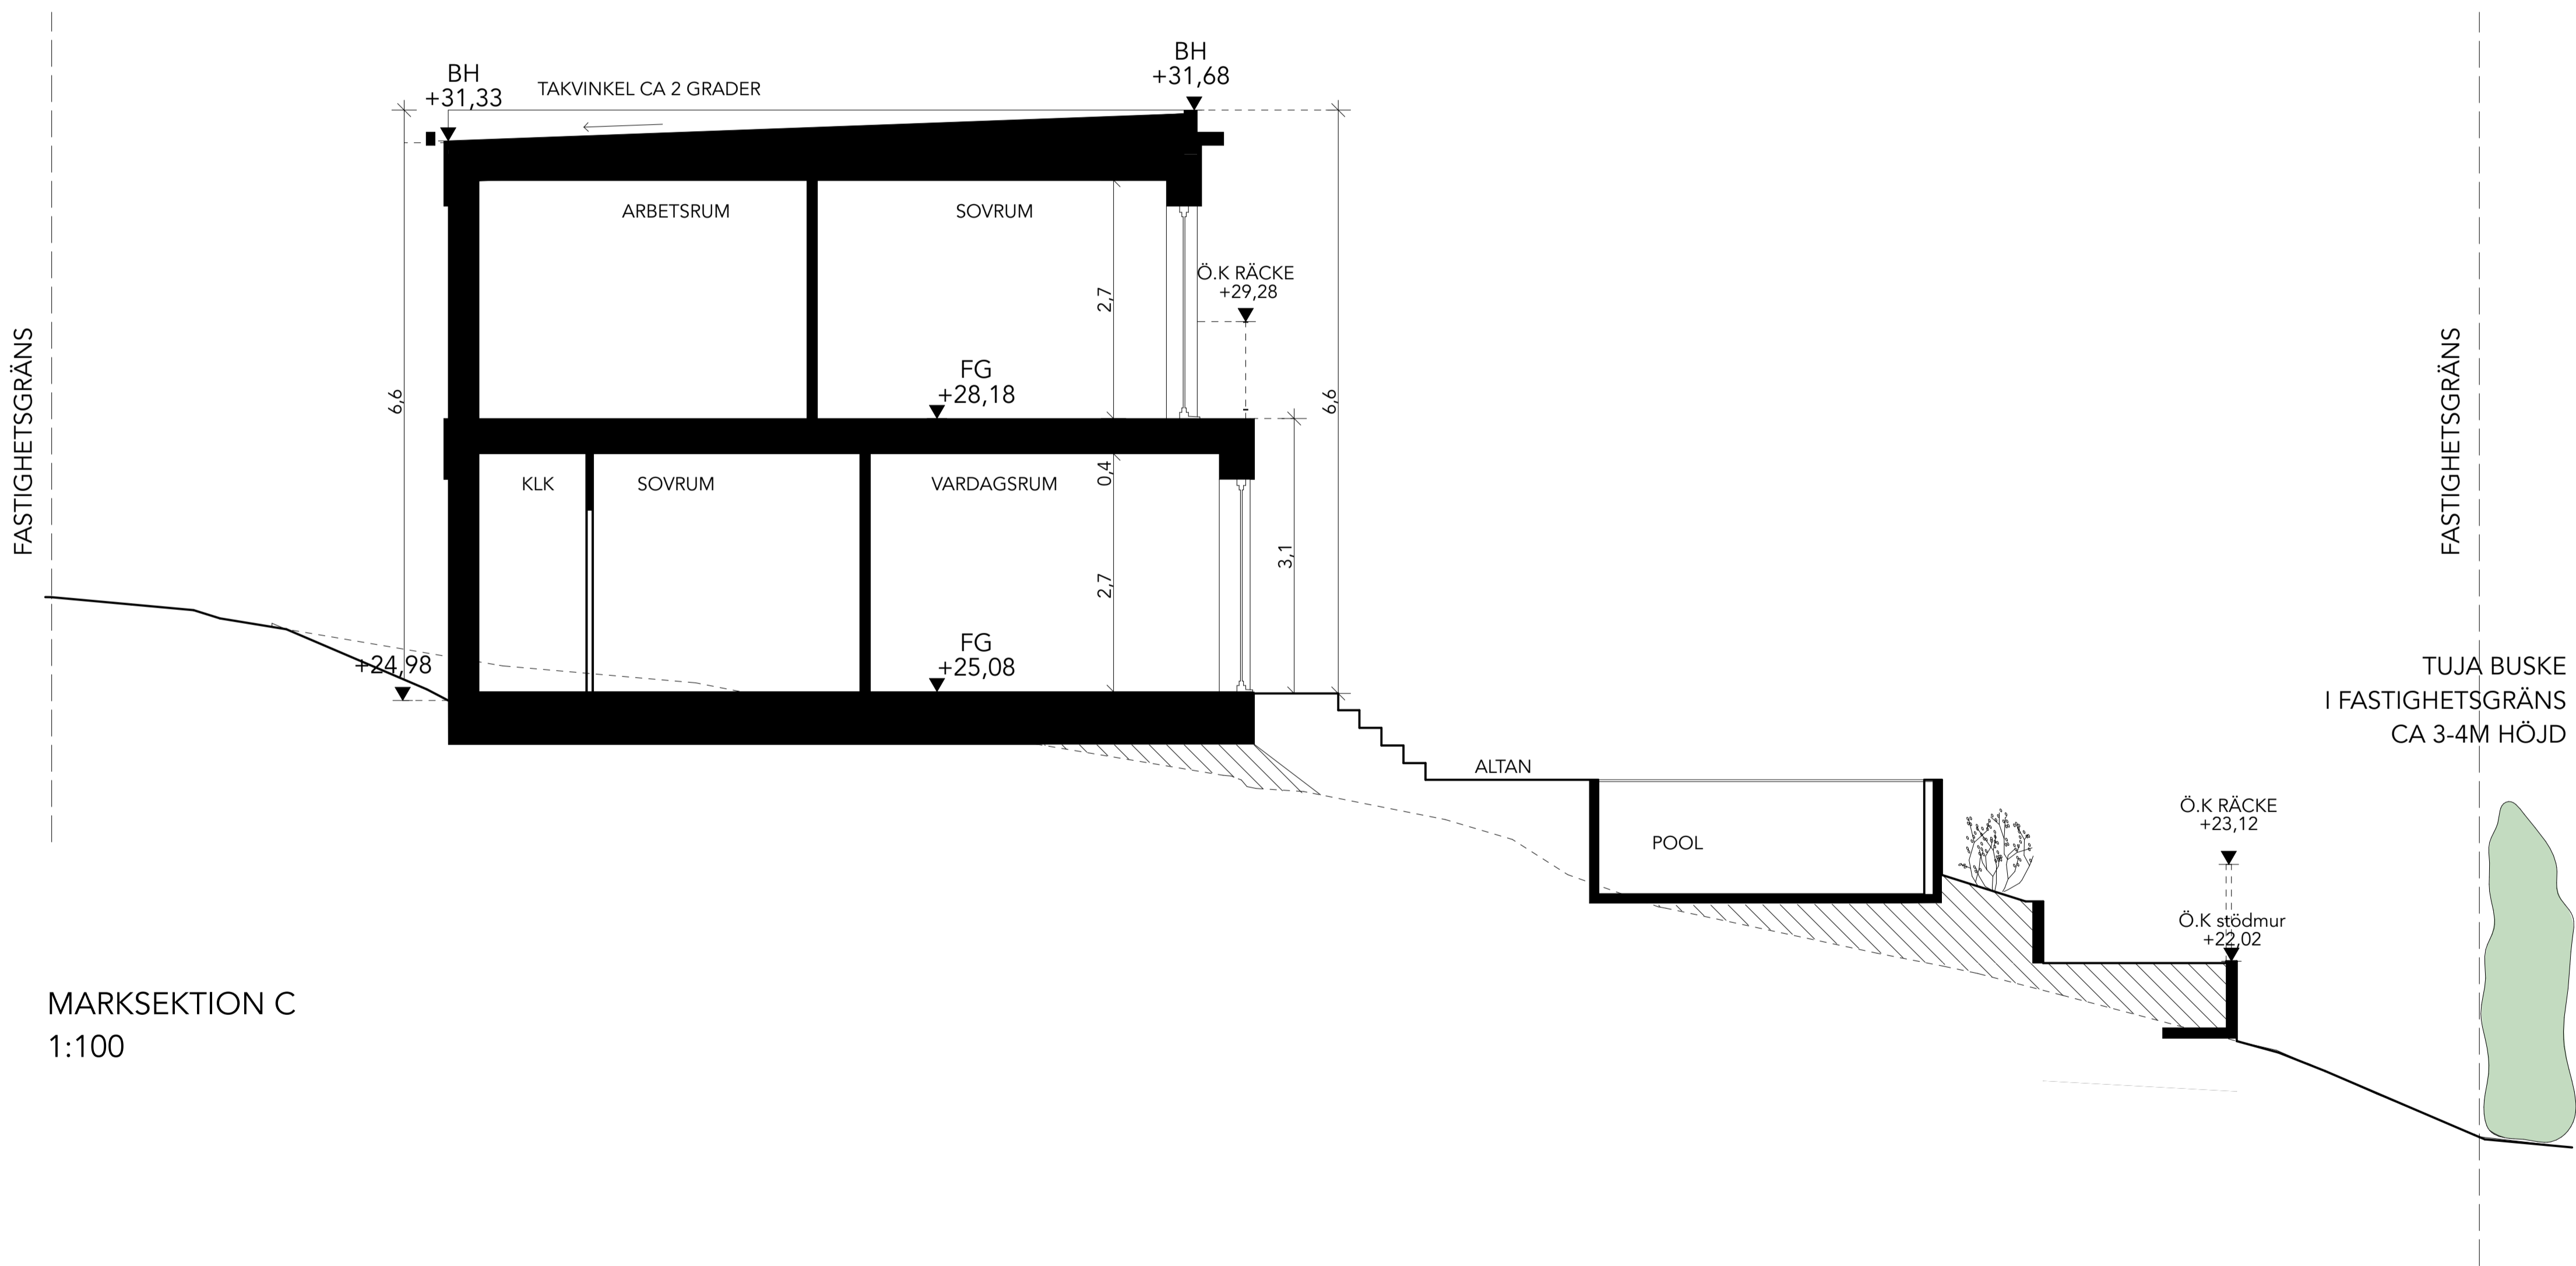 BH
+31,68
BH
+31,33
TAKVINKEL CA 2 GRADER
ARBETSRUM
SOVRUM
Ö.K RÄCKE
+29,28
2,7
FG
+28,18
6,6
6,6
FASTIGHETSGRÄNS
FASTIGHETSGRÄNS
KLK
SOVRUM
VARDAGSRUM
0,4
3,1
2,7
FG
+25,08
+24,98
TUJA BUSKE
I FASTIGHETSGRÄNS
CA 3-4M HÖJD
ALTAN
POOL
Ö.K RÄCKE
+23,12
Ö.K stödmur
+22,02
MARKSEKTION C
1:100